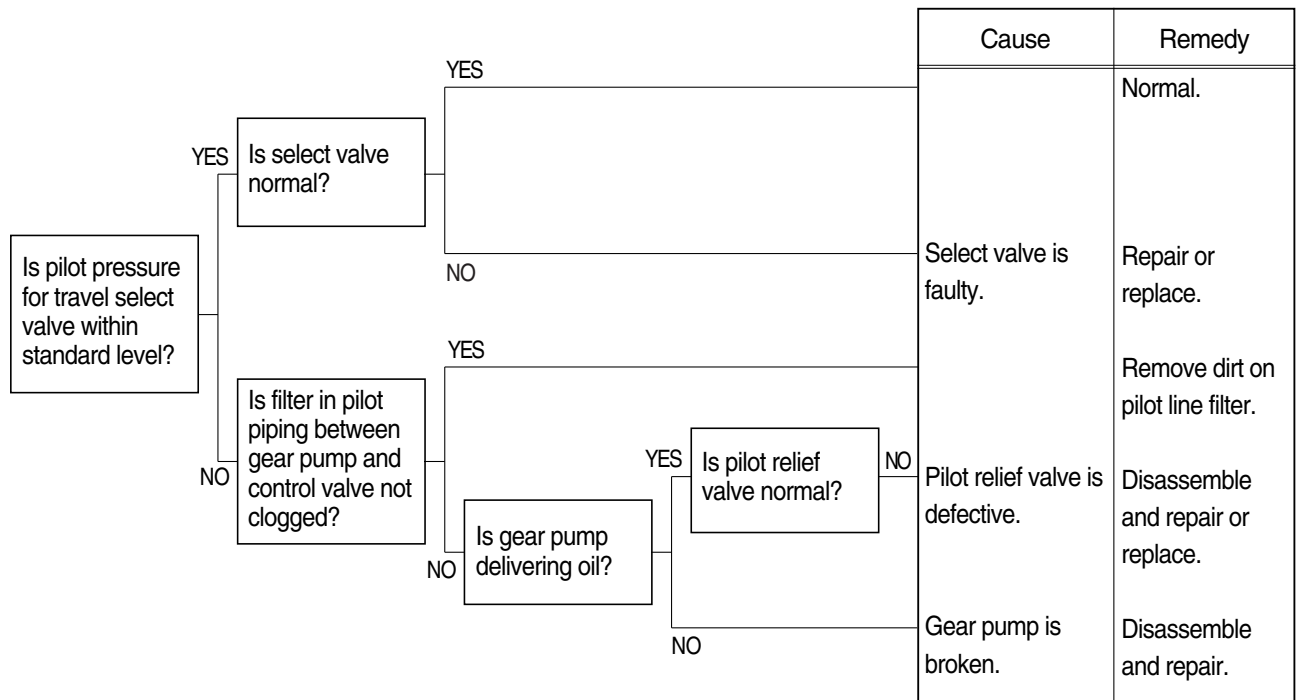 Cause
Remedy
YES
Normal.
YES
Is select valve
normal?
Is pilot pressure
for travel select
valve within
standard level?
NO
Select valve is
faulty.
Repair or
replace.
YES
Remove dirt on
pilot line filter.
NO
Is filter in pilot
piping between
gear pump and
control valve not
clogged?
YES
Is pilot relief
valve normal?
NO
Pilot relief valve is
defective.
Disassemble
and repair or
replace.
NO
Is gear pump
delivering oil?
NO
Gear pump is
broken.
Disassemble
and repair.